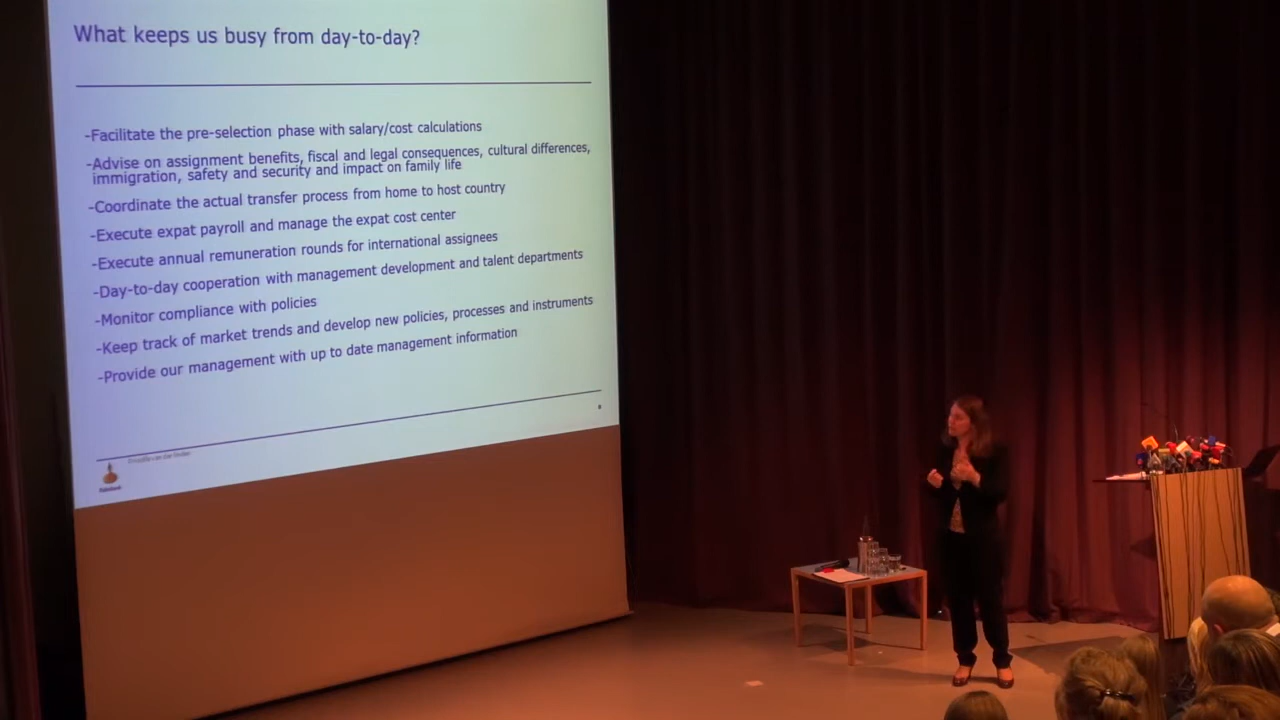 What keeps us busy from day-to-day?
-Facilitate the pre-selection phase with salary/cost calculations
-Advise on assignment benefits, fiscal and legal consequences, cultural differences,
immigration, safety and security and impact on family life
-Coordinate the actual transfer process from home to host country
-Execute expat payroll and manage the expat cost center
-Execute annual remuneration rounds for international assignees
-Day-to-day cooperation with management development and talent departments
-Monitor compliance with policies
-Keep track of market trends and develop new policies, processes and instruments
-Provide our management with up to date management information
Rabobank